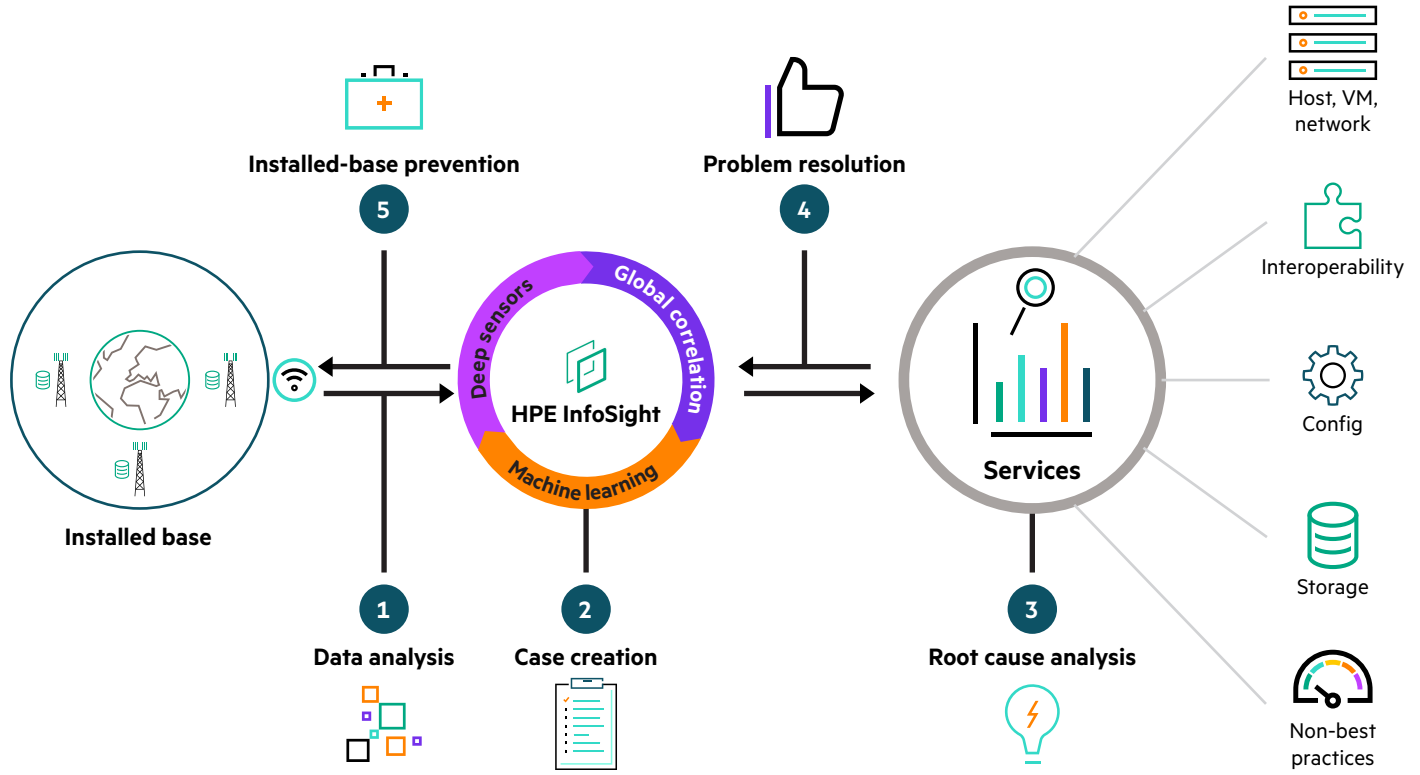 Host, VM,
network
Installed-base prevention
5
Problem resolution
4
Interoperability
Deep sensors
Global correlation
Machine learning
HPE InfoSight
Config
Services
Installed base
Storage
1
Data analysis
2
Case creation
3
Root cause analysis
Non-best
practices